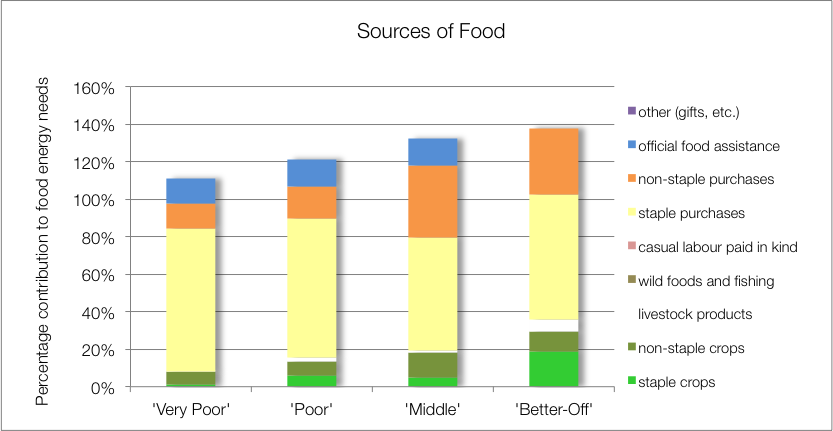 Sources of Food
Percentage contribution to food energy needs
160%
140%
120%
100%
80%
60%
40%
20%
0%
'Very Poor'
'Poor'
'Middle'
'Better-Off'
other (gifts, etc.)
official food assistance
non-staple purchases
staple purchases
casual labour paid in kind
wild foods and fishing
livestock products
non-staple crops
staple crops